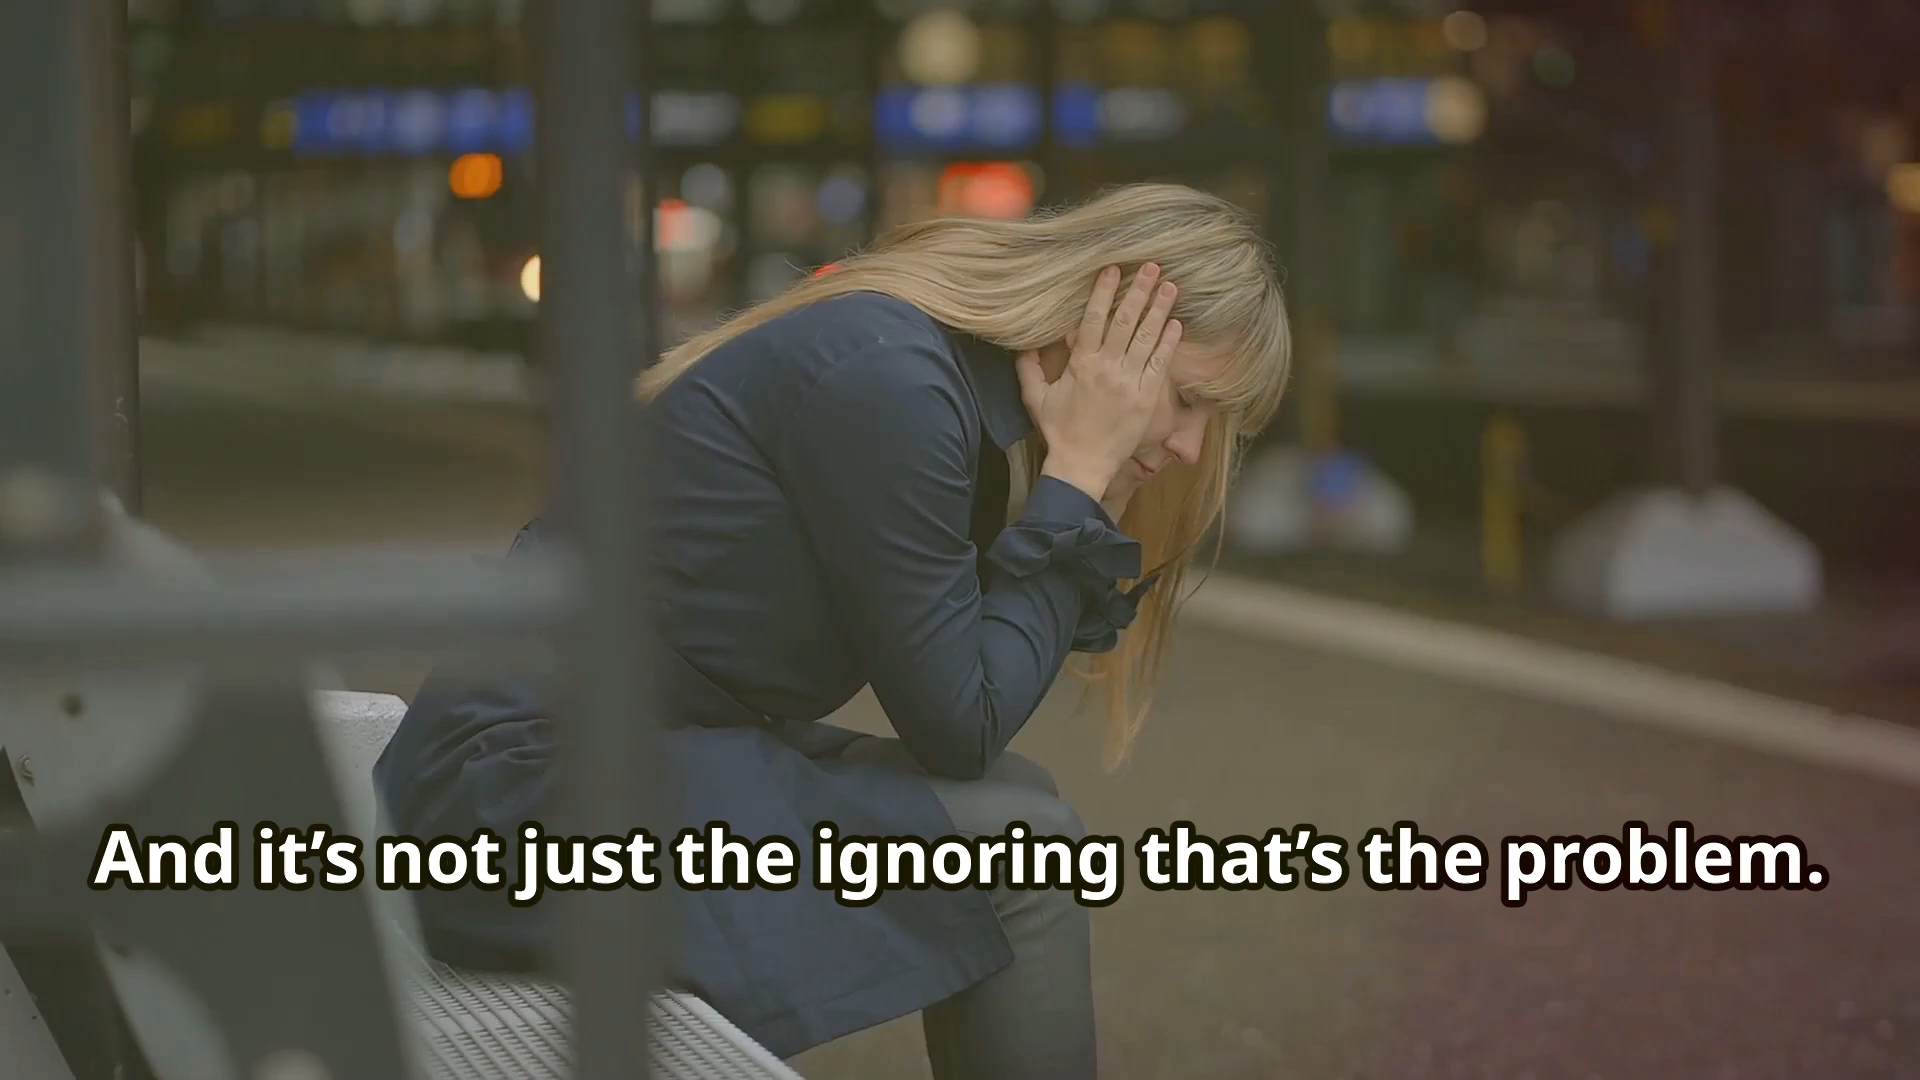 And it’s not just the ignoring that’s the problem.